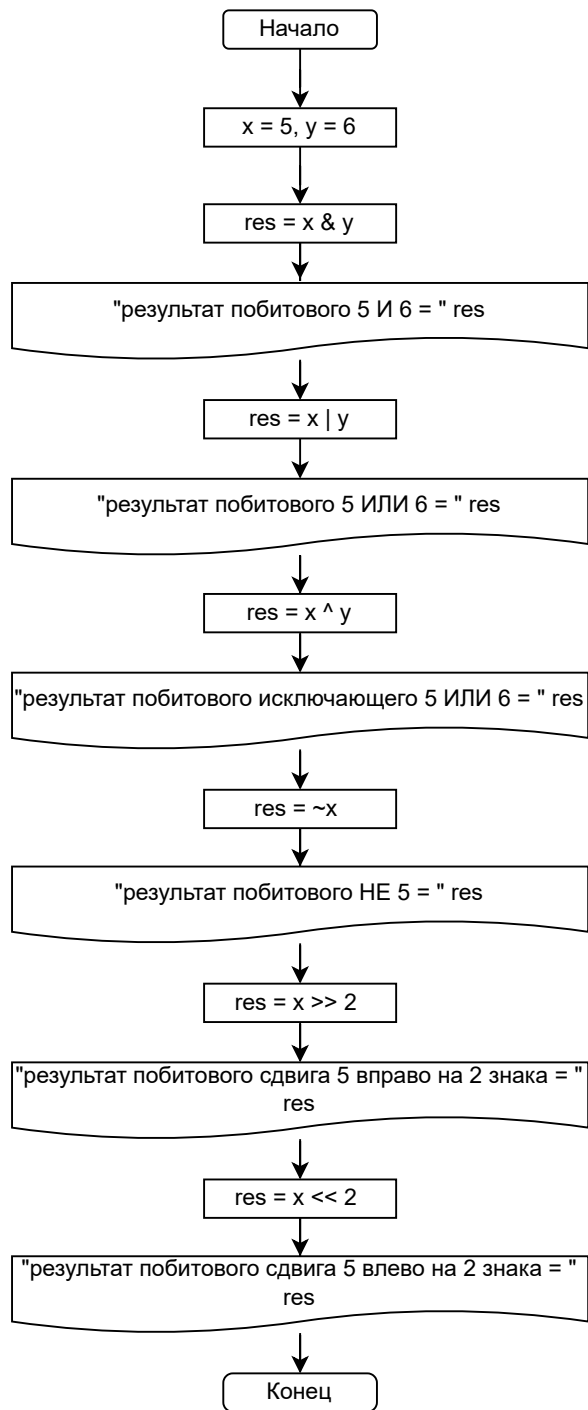 Начало
x = 5, y = 6
res = x & y
"результат побитового 5 И 6 = " res
res = x | y
"результат побитового 5 ИЛИ 6 = " res
res = x ^ y
"результат побитового исключающего 5 ИЛИ 6 = " res
res = ~x
"результат побитового НЕ 5 = " res
res = x >> 2
"результат побитового сдвига 5 вправо на 2 знака = "
res
res = x << 2
"результат побитового сдвига 5 влево на 2 знака = "
res
Конец